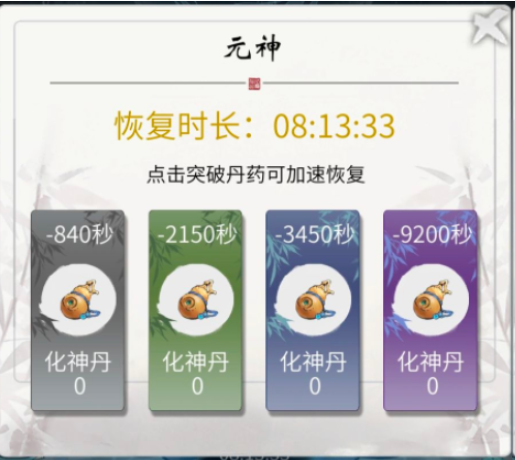 元神
恢复时长：08:13:33
点击突破丹药可加速恢复
-840秒
化神丹
0
-2150秒
化神丹
0
-3450秒
化神丹
0
-9200秒
化神丹
0